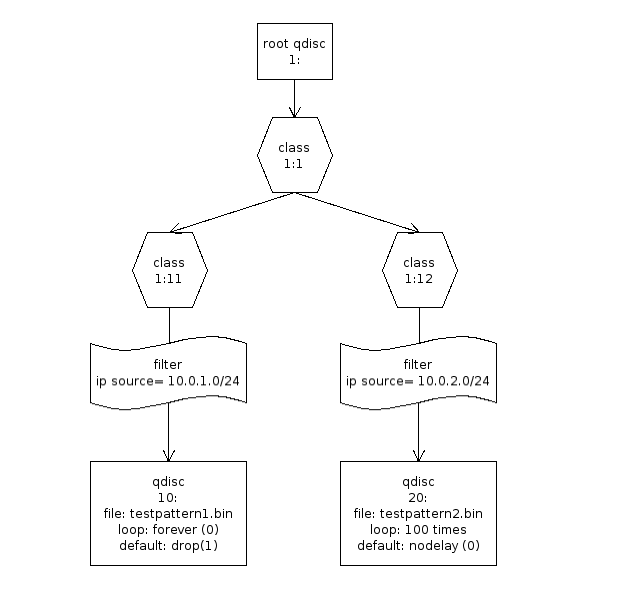 root qdisc
1:
class
1:1
class
1:11
class
1:12
filter
ip source= 10.0.1.0/24
filter
ip source= 10.0.2.0/24
qdisc
10:
file: testpattern1.bin
loop: forever (0)
default: drop(1)
qdisc
20:
file: testpattern2.bin
loop: 100 times
default: nodelay (0)